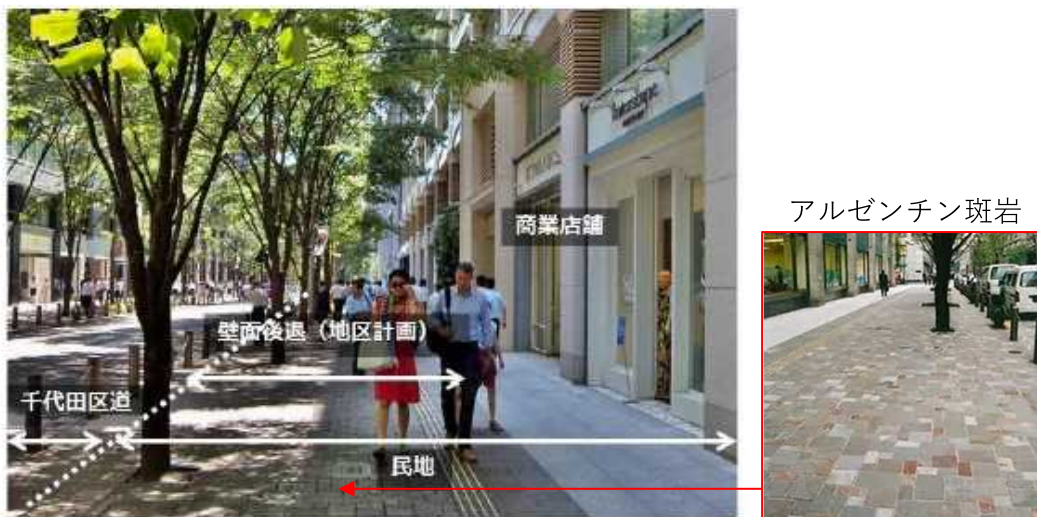 商業店舗
アルゼンチン斑岩
壁面後退（地区計画）
千代田区道
民地